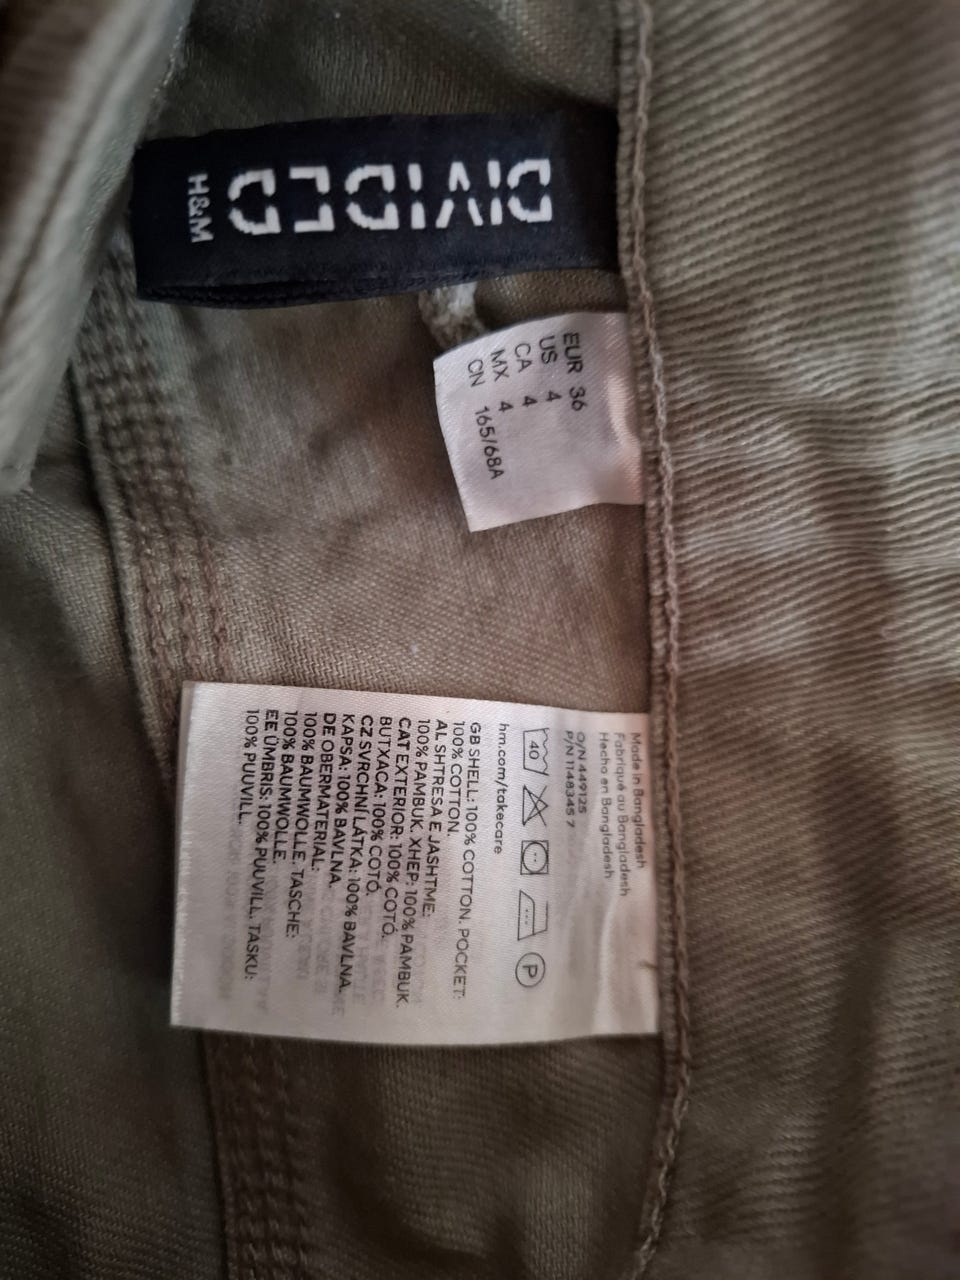 DIVIDED
H&M
EUR 36
US 4
CA 4
MX 4
CN 165/68A
Made in Bangladesh
Fabriqué au Bangladesh
Hecho en Bangladesh
O/N 449125
P/N 1148345 7
40 P
hm.com/takecare
GB SHELL: 100% COTTON. POCKET:
100% COTTON.
AL SHTRESA E JASHTME:
100% PAMBUK. XHEP: 100% PAMBUK.
CAT EXTERIOR: 100% COTÓ.
BUTXACA: 100% COTÓ.
CZ SVRCHNÍ LÁTKA: 100% BAVLNA.
KAPSA: 100% BAVLNA.
DE OBERMATERIAL:
100% BAUMWOLLE. TASCHE:
100% BAUMWOLLE.
EE ÜMBRIS: 100% PUUVILL. TASKU:
100% PUUVILL.